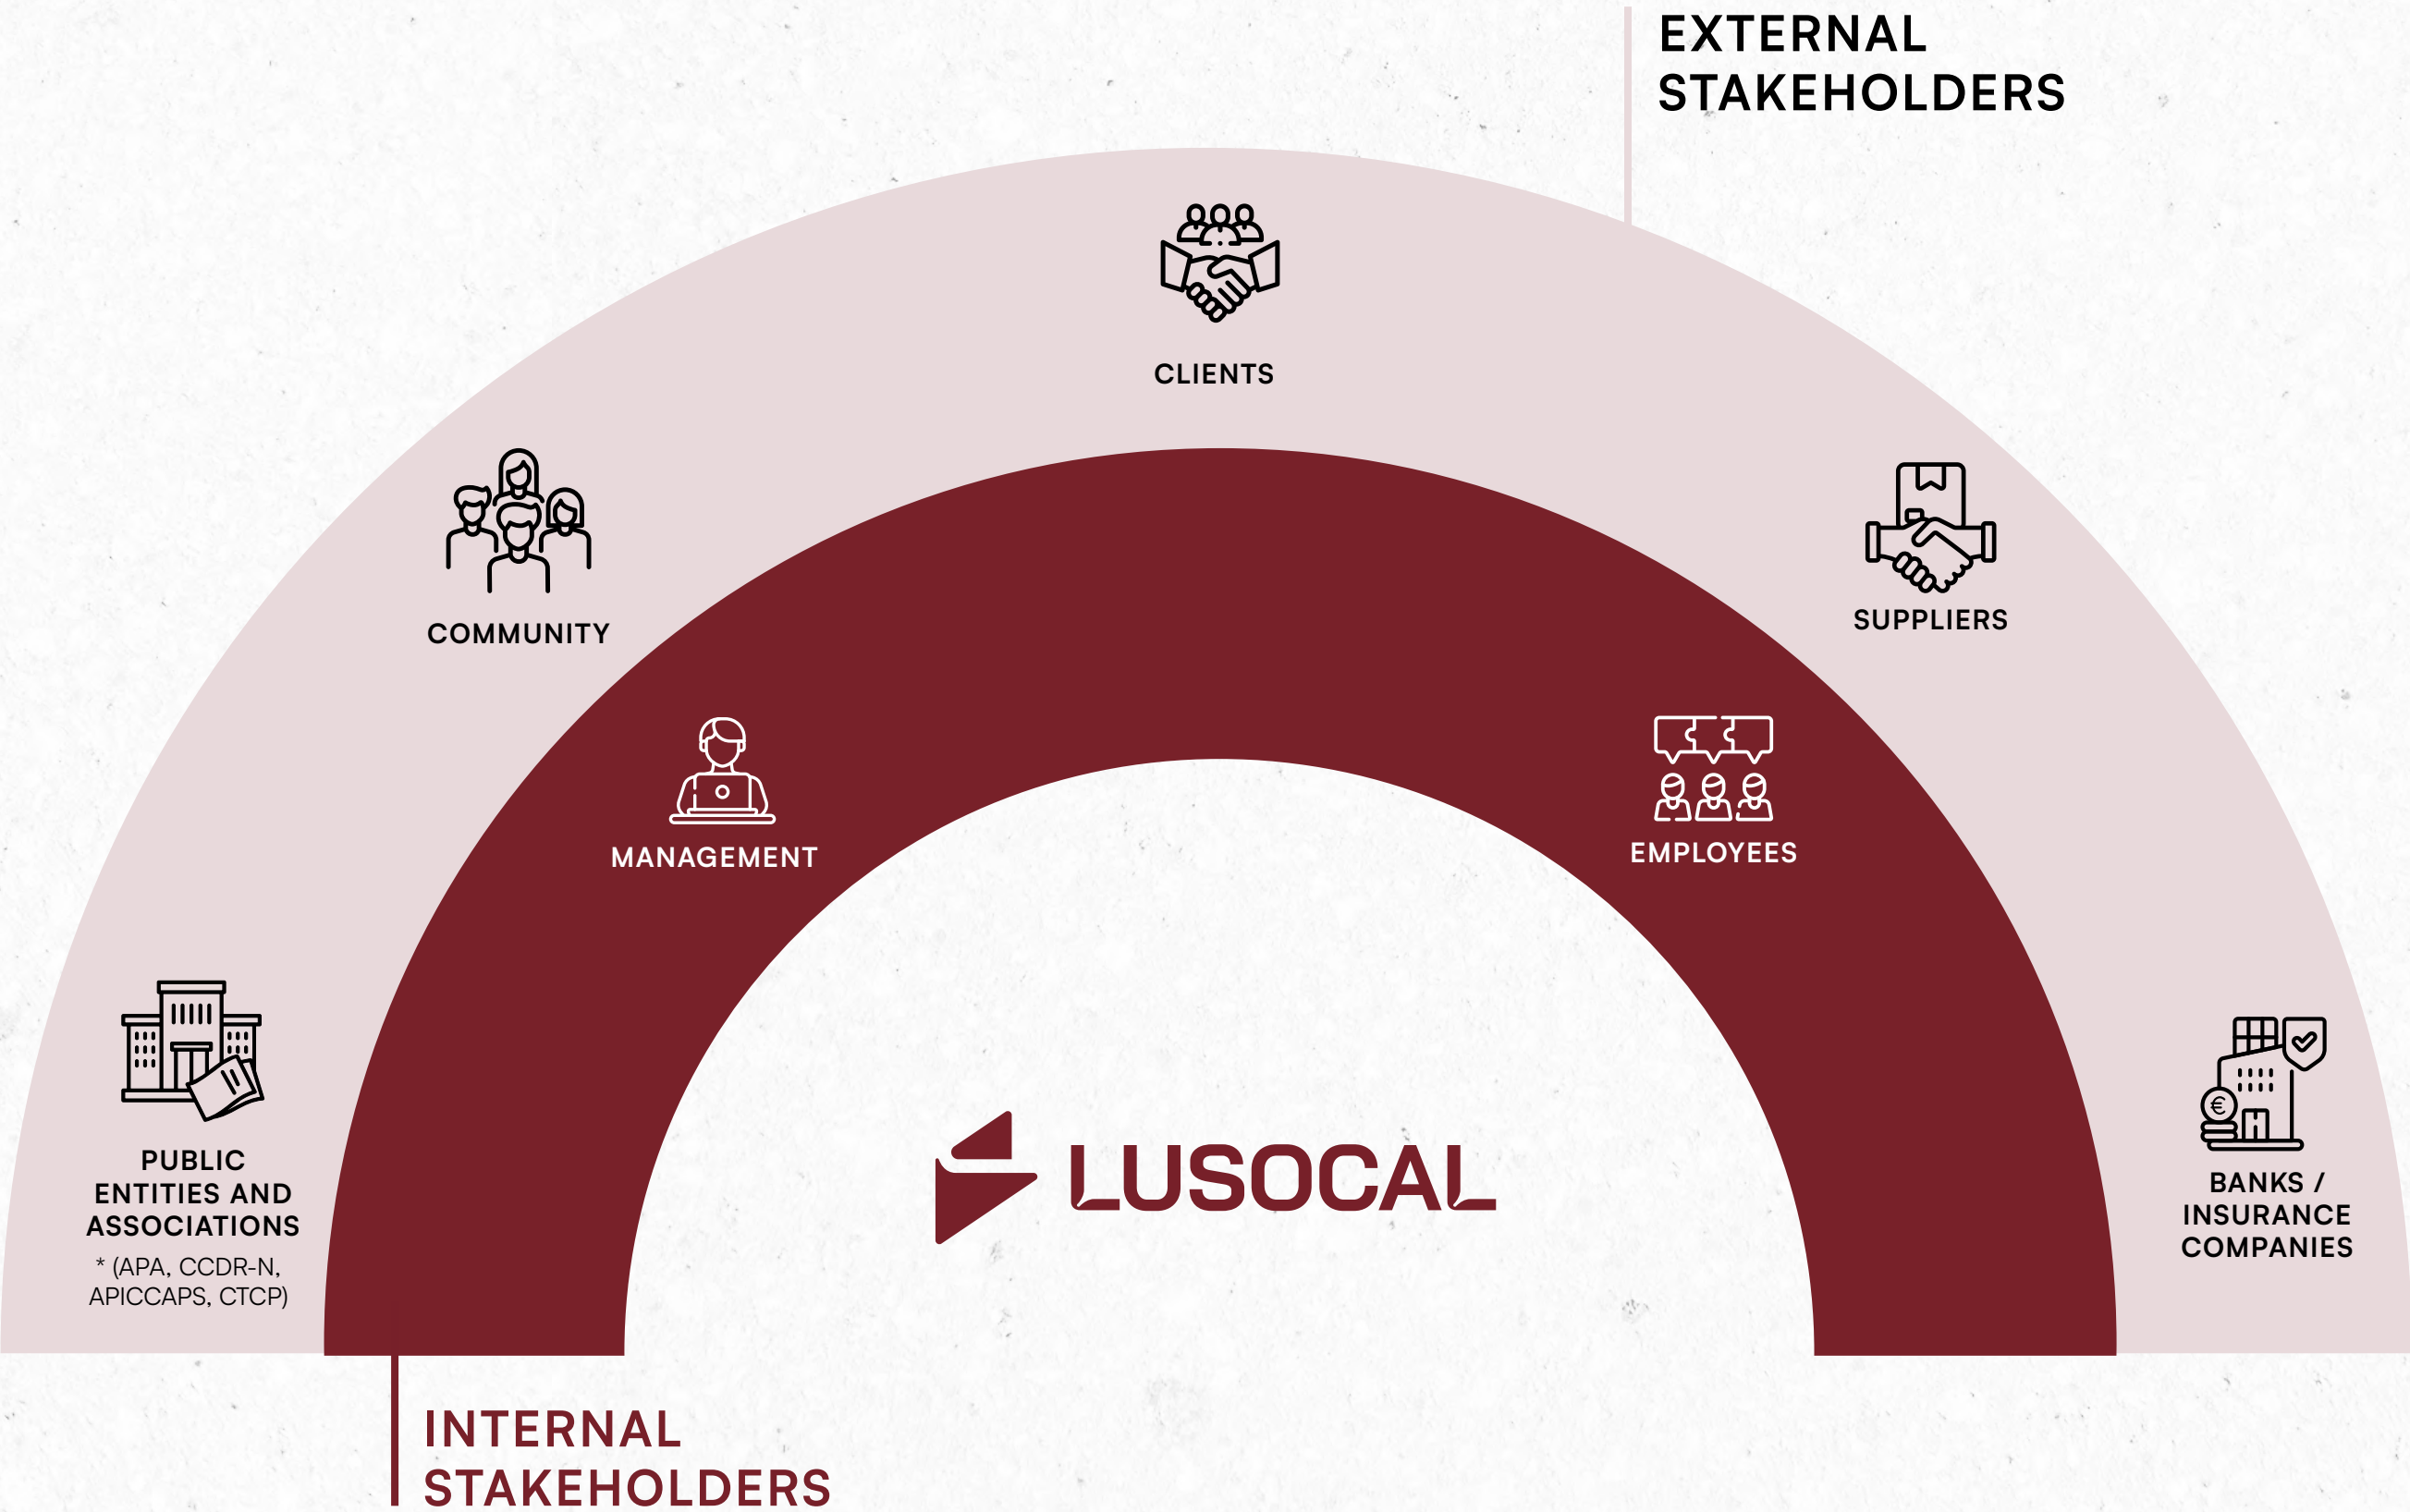 EXTERNAL
STAKEHOLDERS
CLIENTS
COMMUNITY
SUPPLIERS
MANAGEMENT
EMPLOYEES
PUBLIC
ENTITIES AND
ASSOCIATIONS
* (APA, CCDR-N,
APICCAPS, CTCP)
LUSOCAL
€
BANKS /
INSURANCE
COMPANIES
INTERNAL
STAKEHOLDERS